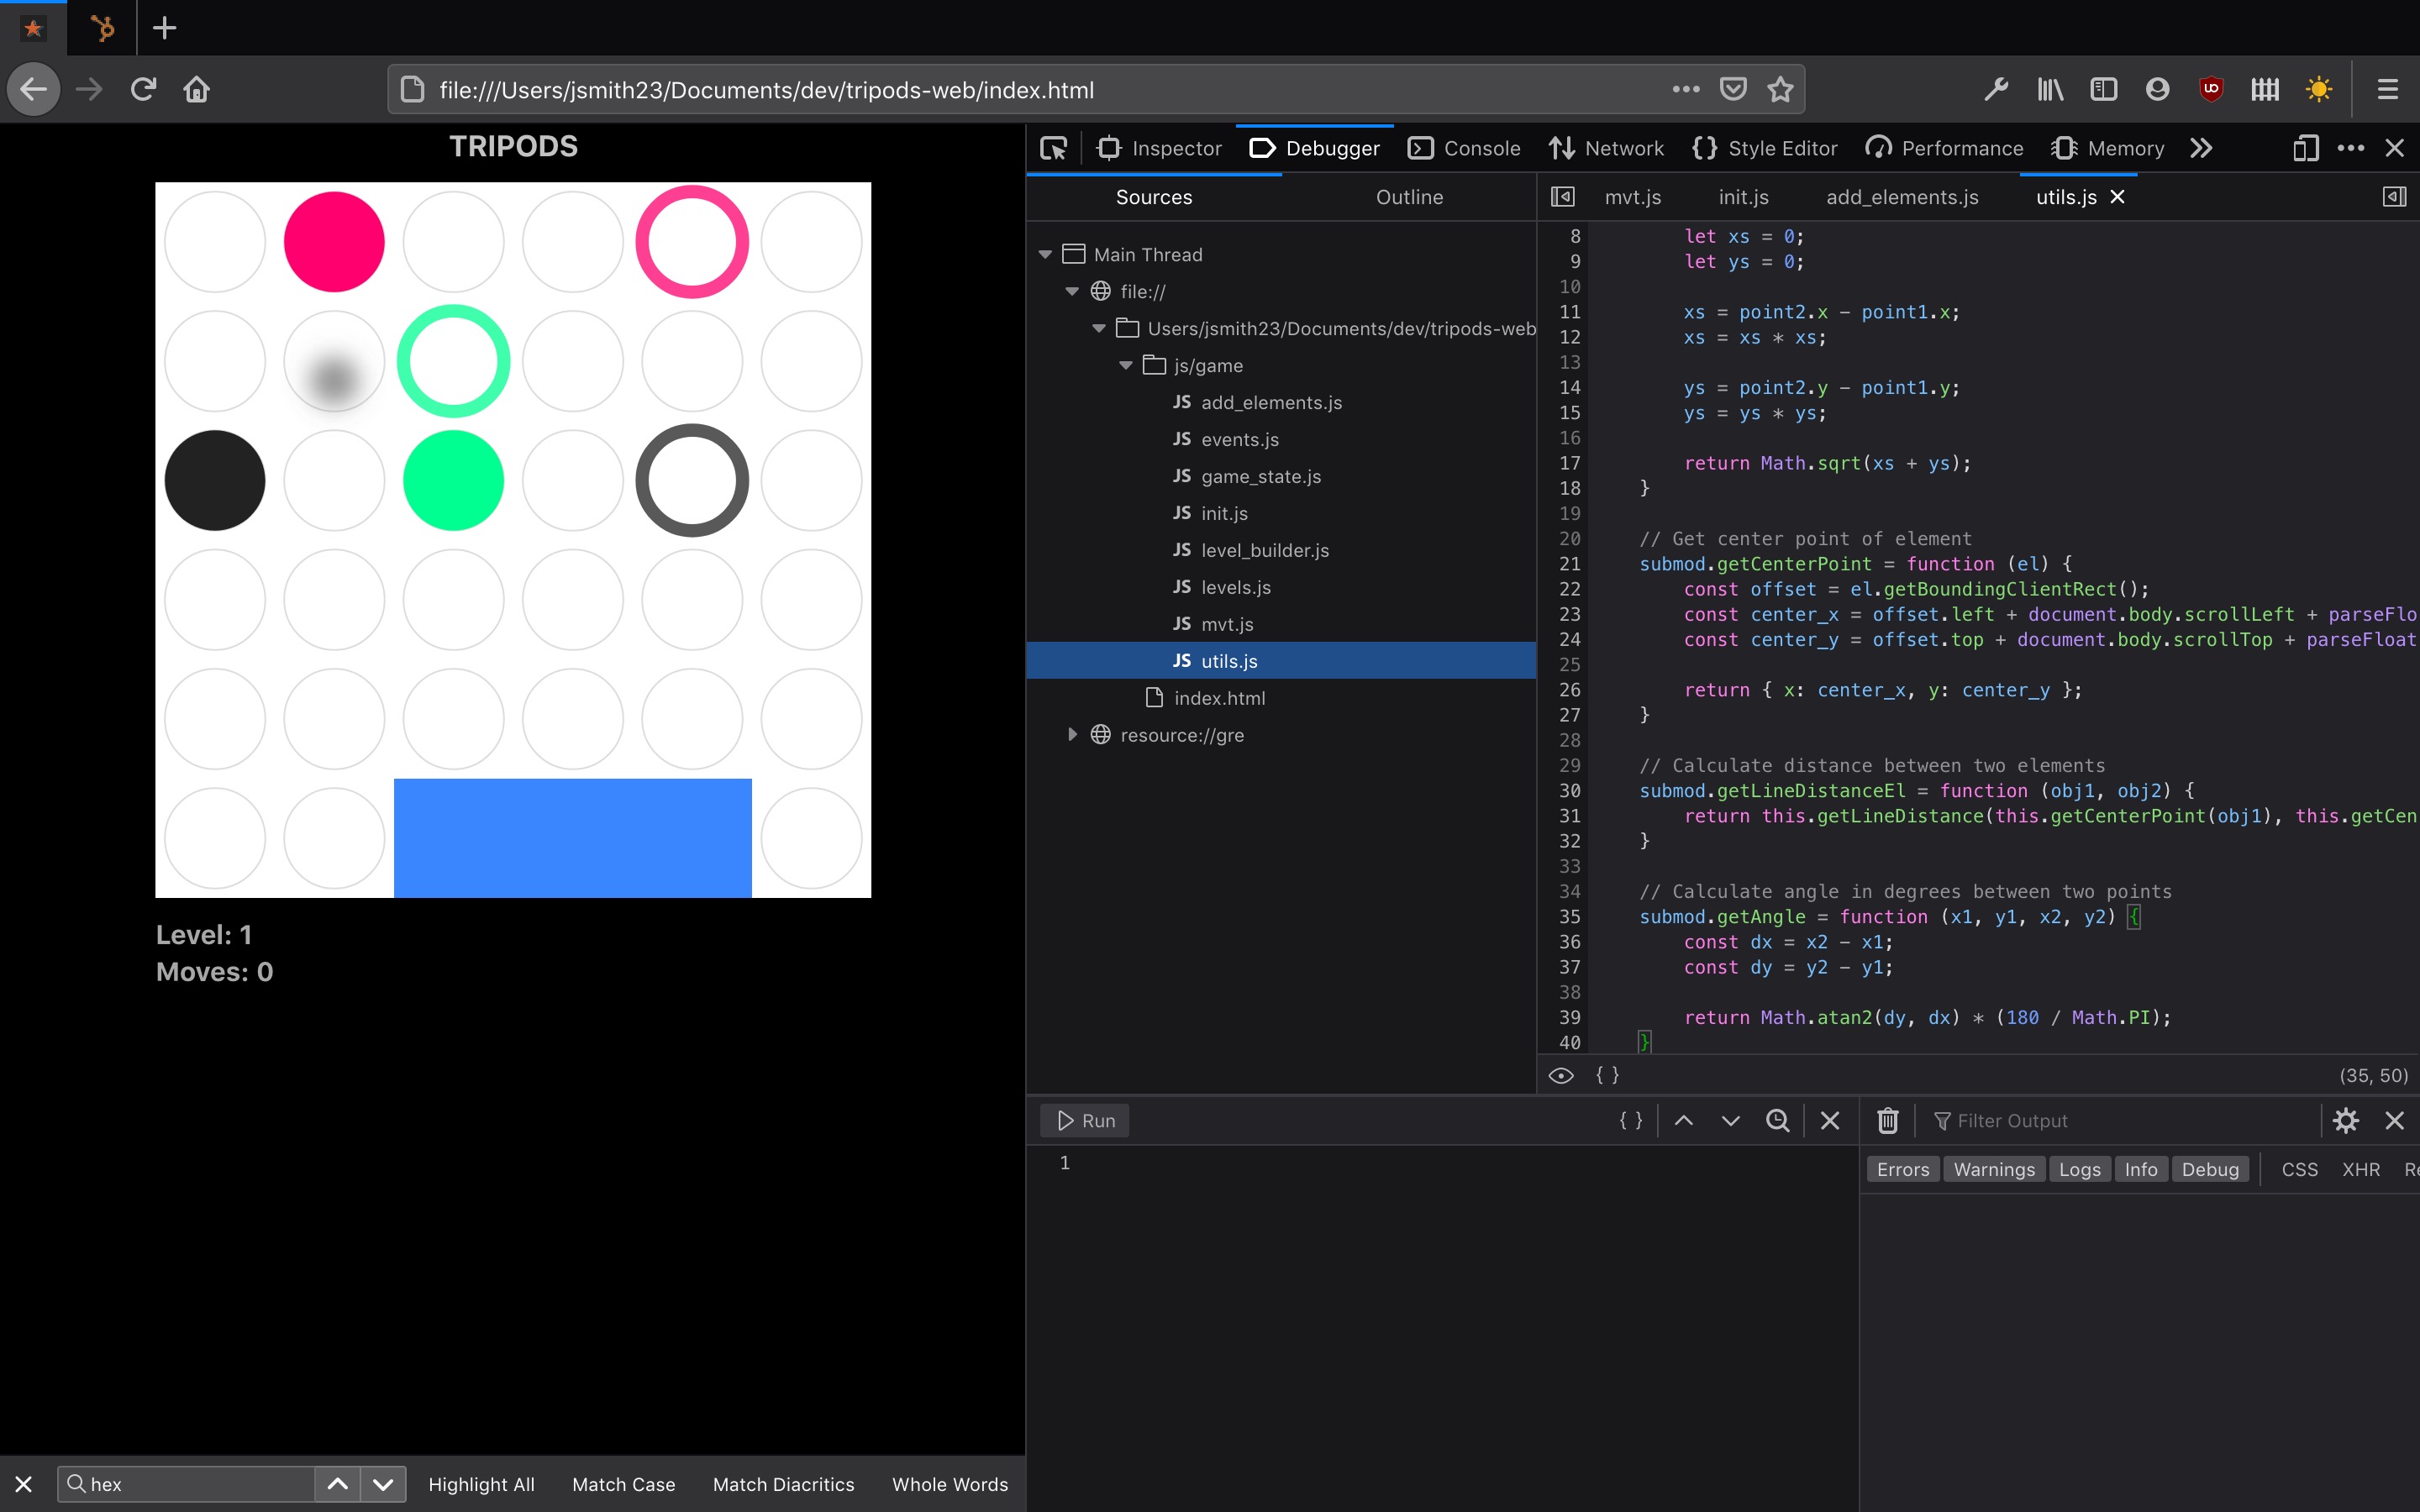 file:///Users/jsmith23/Documents/dev/tripods-web/index.html
TRIPODS
Level: 1
Moves: 0
hex
Highlight All Match Case Match Diacritics Whole Words
Inspector Debugger Console Network {} Style Editor Performance Memory
Sources Outline
Main Thread
file://
Users/jsmith23/Documents/dev/tripods-web
js/game
JS add_elements.js
JS events.js
JS game_state.js
JS init.js
JS level_builder.js
JS levels.js
JS mvt.js
JS utils.js
index.html
resource://gre
mvt.js init.js add_elements.js utils.js
8 let xs = 0;
9 let ys = 0;
10
11 xs = point2.x - point1.x;
12 xs = xs * xs;
13
14 ys = point2.y - point1.y;
15 ys = ys * ys;
16
17 return Math.sqrt(xs + ys);
18 }
19
20 // Get center point of element
21 submod.getCenterPoint = function (el) {
22 const offset = el.getBoundingClientRect();
23 const center_x = offset.left + document.body.scrollLeft + parseFlo
24 const center_y = offset.top + document.body.scrollTop + parseFloat
25
26 return { x: center_x, y: center_y };
27 }
28
29 // Calculate distance between two elements
30 submod.getLineDistanceEl = function (obj1, obj2) {
31 return this.getLineDistance(this.getCenterPoint(obj1), this.getCen
32 }
33
34 // Calculate angle in degrees between two points
35 submod.getAngle = function (x1, y1, x2, y2) {
36 const dx = x2 - x1;
37 const dy = y2 - y1;
38
39 return Math.atan2(dy, dx) * (180 / Math.PI);
40 }
{ } (35, 50)
Run { } Filter Output
1
Errors Warnings Logs Info Debug CSS XHR Re